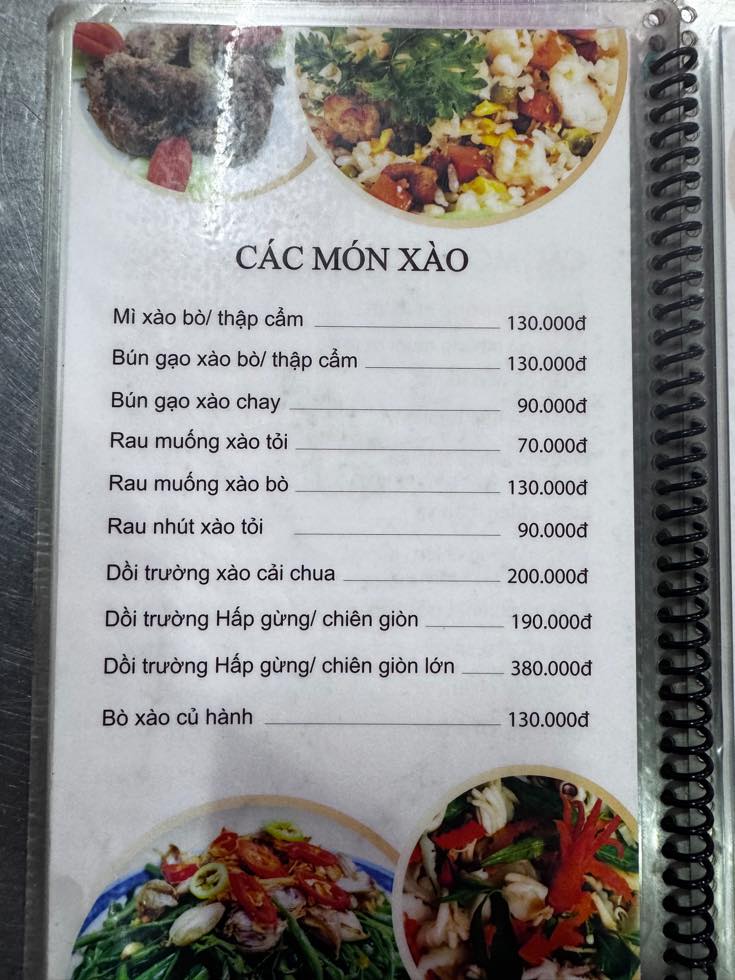 CÁC MÓN XÀO
Mì xào bò/ thập cẩm 130.000đ
Bún gạo xào bò/ thập cẩm 130.000đ
Bún gạo xào chay 90.000đ
Rau muống xào tỏi 70.000đ
Rau muống xào bò 130.000đ
Rau nhút xào tỏi 90.000đ
Dồi trường xào cải chua 200.000đ
Dồi trường Hấp gừng/ chiên giòn 190.000đ
Dồi trường Hấp gừng/ chiên giòn lớn 380.000đ
Bò xào củ hành 130.000đ